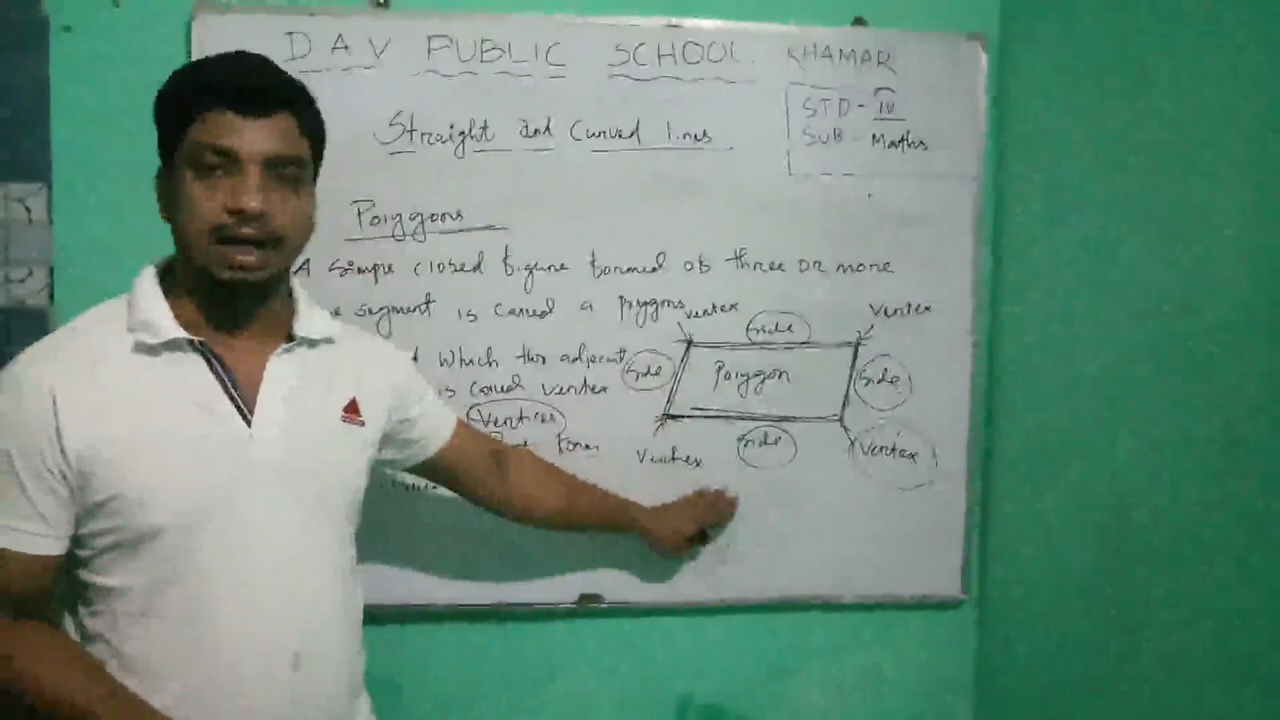 DAV PUBLIC SCHOOL KHAMAR
STD - IV
SUB - Maths
Straight and Curved lines
Polygons
A simple closed figure formed of three or more
segment is called a polygons
which two adjacent
is called vertex
Vertices
form
vertex
vertex
side
side
Polygon
side
side
Vertex
Vertex